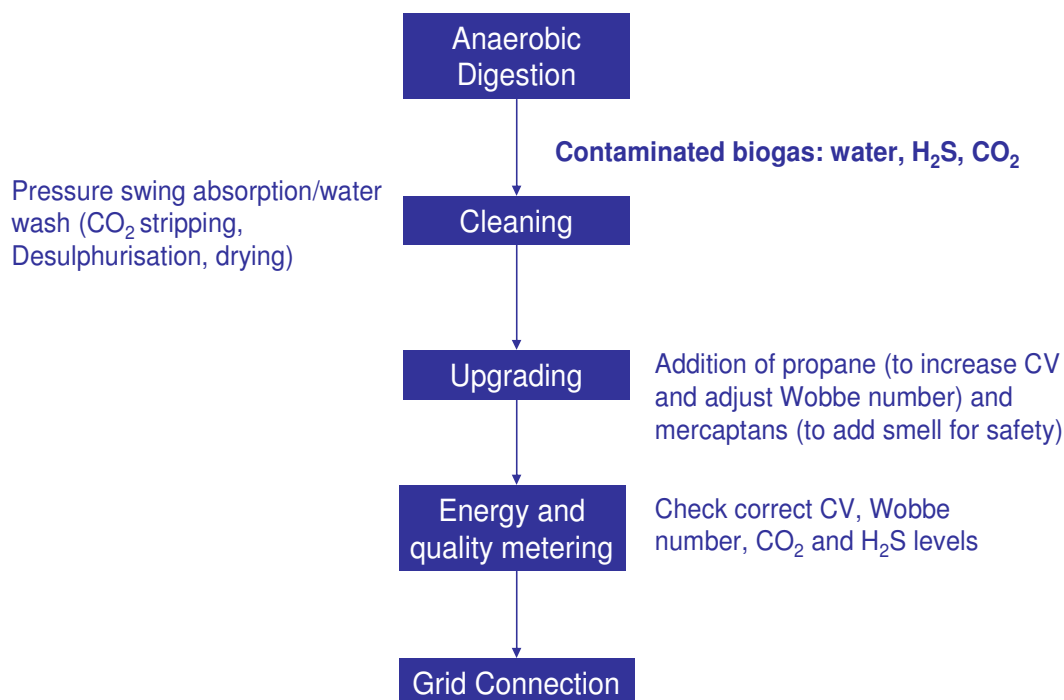 Anaerobic
Digestion
Contaminated biogas: water, H₂S, CO₂
Pressure swing absorption/water
wash (CO₂ stripping,
Desulphurisation, drying)
Cleaning
Upgrading
Addition of propane (to increase CV
and adjust Wobbe number) and
mercaptans (to add smell for safety)
Energy and
quality metering
Check correct CV, Wobbe
number, CO₂ and H₂S levels
Grid Connection